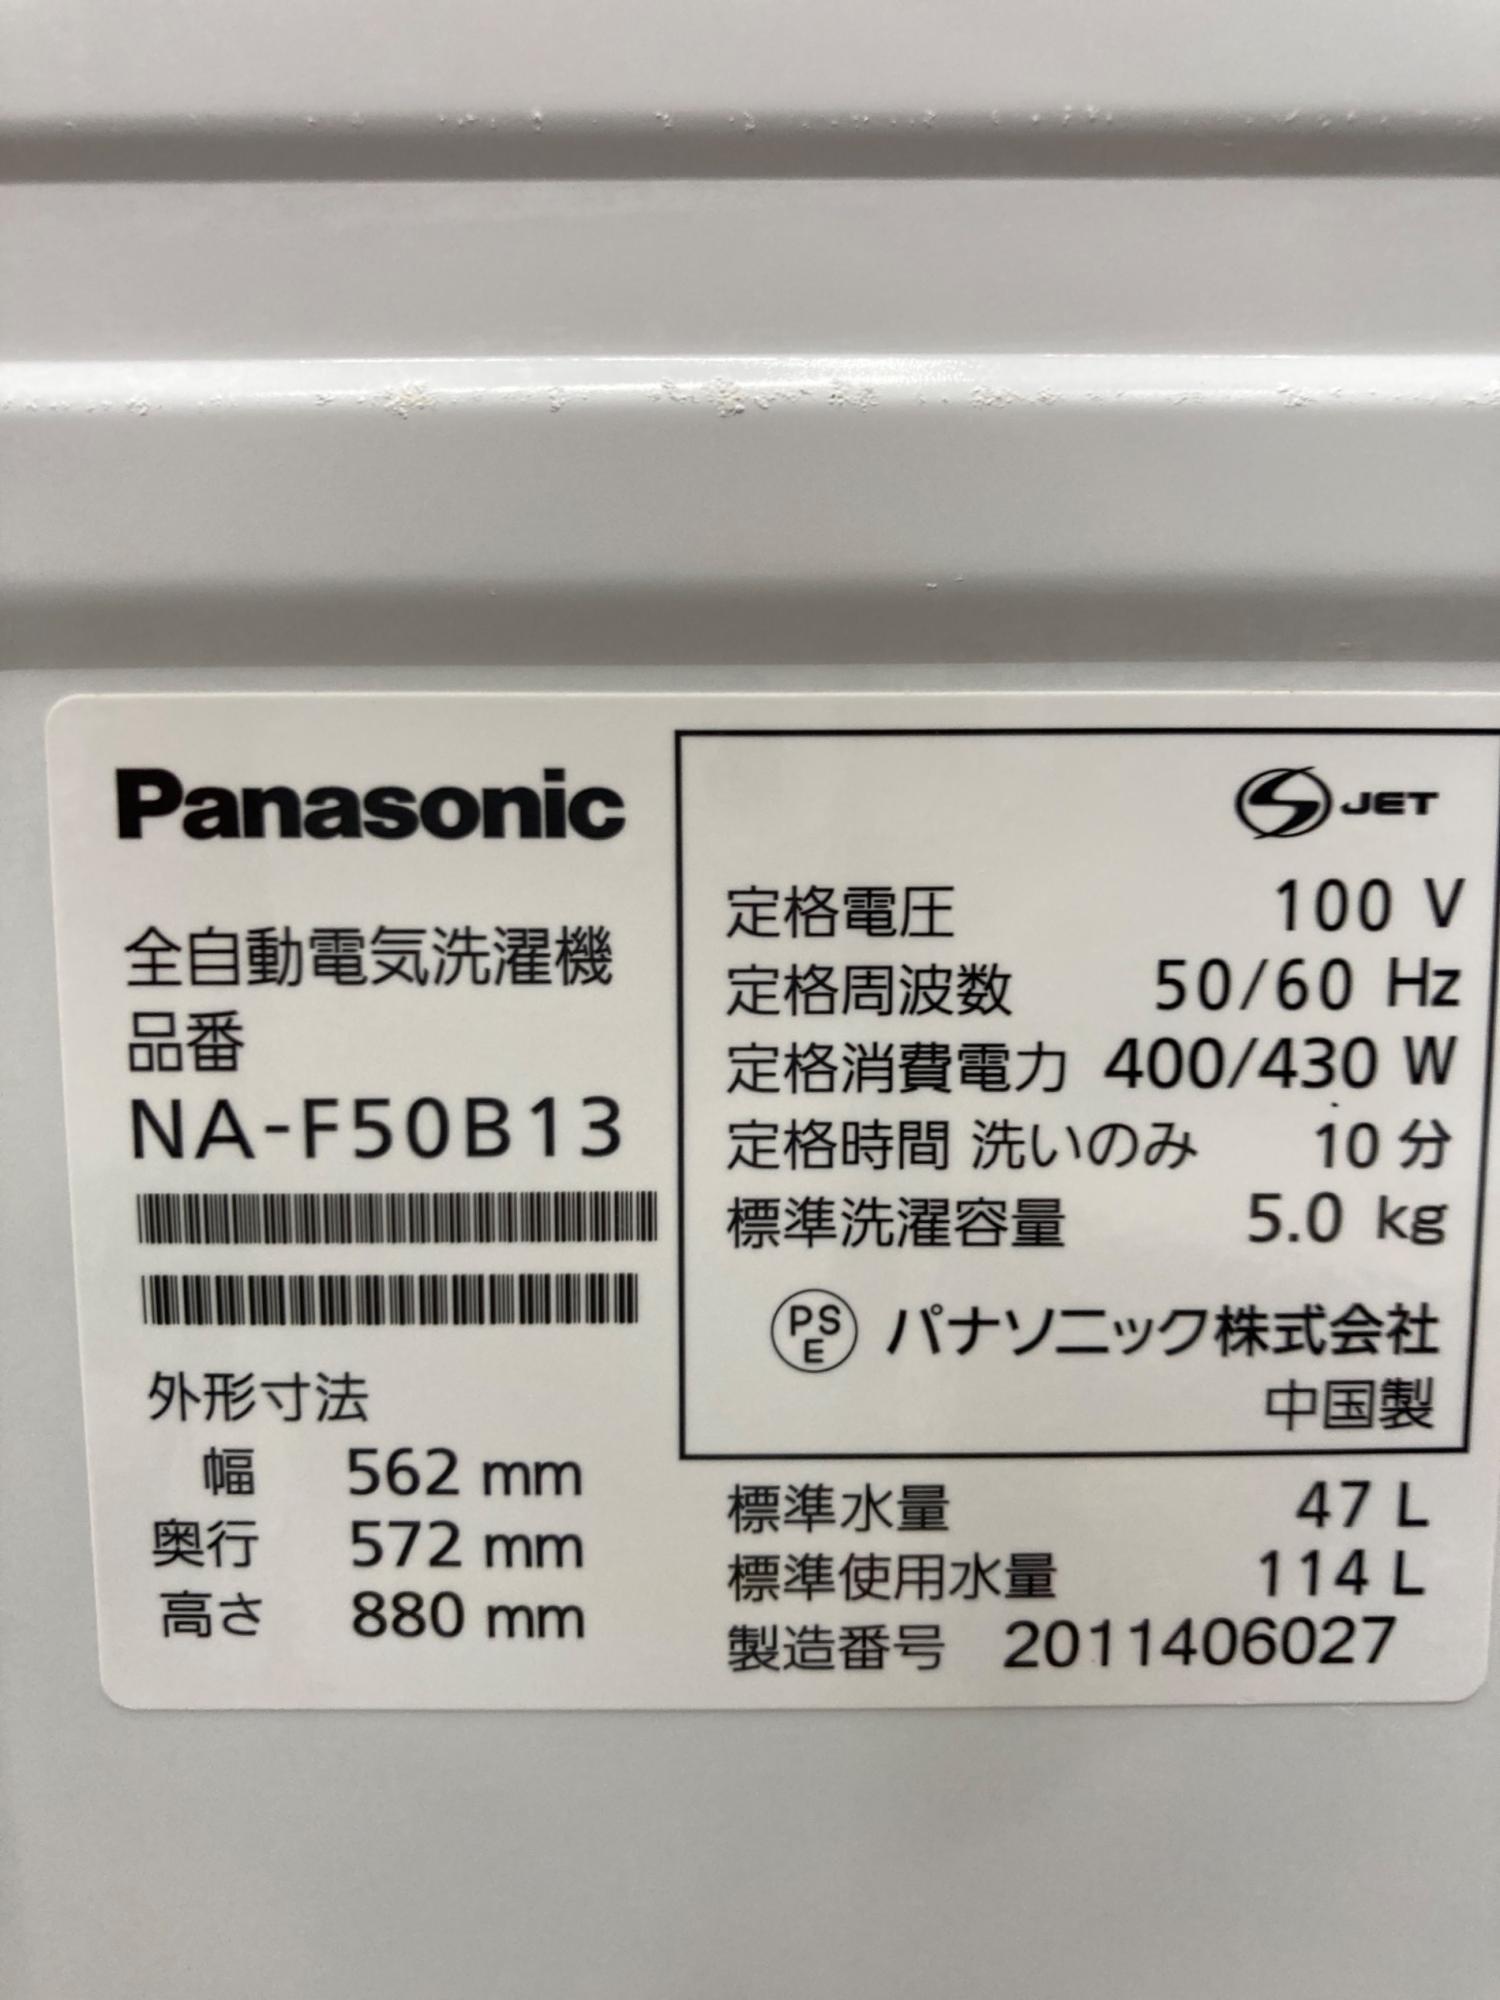 Panasonic
全自動電気洗濯機
品番
NA-F50B13
外形寸法
幅 562 mm
奥行 572 mm
高さ 880 mm
S JET
定格電圧 100 V
定格周波数 50/60 Hz
定格消費電力 400/430 W
定格時間 洗いのみ 10 分
標準洗濯容量 5.0 kg
PSE パナソニック株式会社
中国製
標準水量 47 L
標準使用水量 114 L
製造番号 2011406027